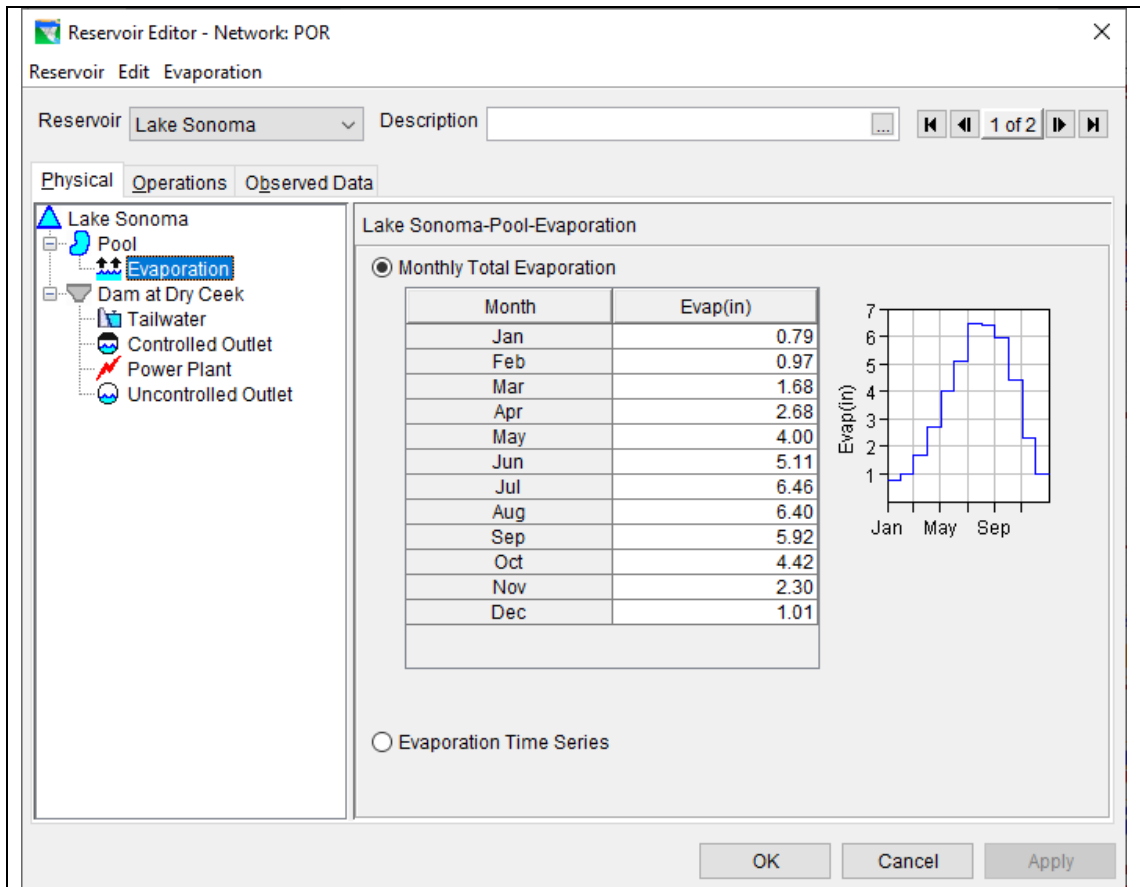 Reservoir Editor - Network: POR
Reservoir Edit Evaporation
Reservoir Lake Sonoma Description ... 1 of 2
Physical Operations Observed Data
Lake Sonoma
Pool
Evaporation
Dam at Dry Ceek
Tailwater
Controlled Outlet
Power Plant
Uncontrolled Outlet
Lake Sonoma-Pool-Evaporation
Monthly Total Evaporation
Month Evap(in)
Jan 0.79
Feb 0.97
Mar 1.68
Apr 2.68
May 4.00
Jun 5.11
Jul 6.46
Aug 6.40
Sep 5.92
Oct 4.42
Nov 2.30
Dec 1.01
Evap(in)
7
6
5
4
3
2
1
Jan May Sep
Evaporation Time Series
OK Cancel Apply